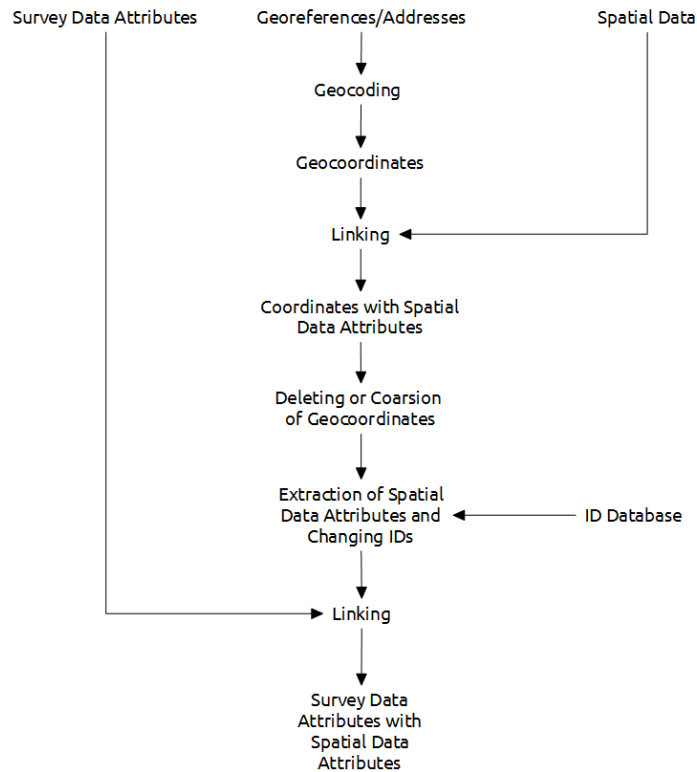 Survey Data Attributes
Georeferences/Addresses
Spatial Data
Geocoding
Geocoordinates
Linking
Coordinates with Spatial
Data Attributes
Deleting or Coarsion
of Geocoordinates
Extraction of Spatial
Data Attributes and
Changing IDs
ID Database
Linking
Survey Data
Attributes with
Spatial Data
Attributes